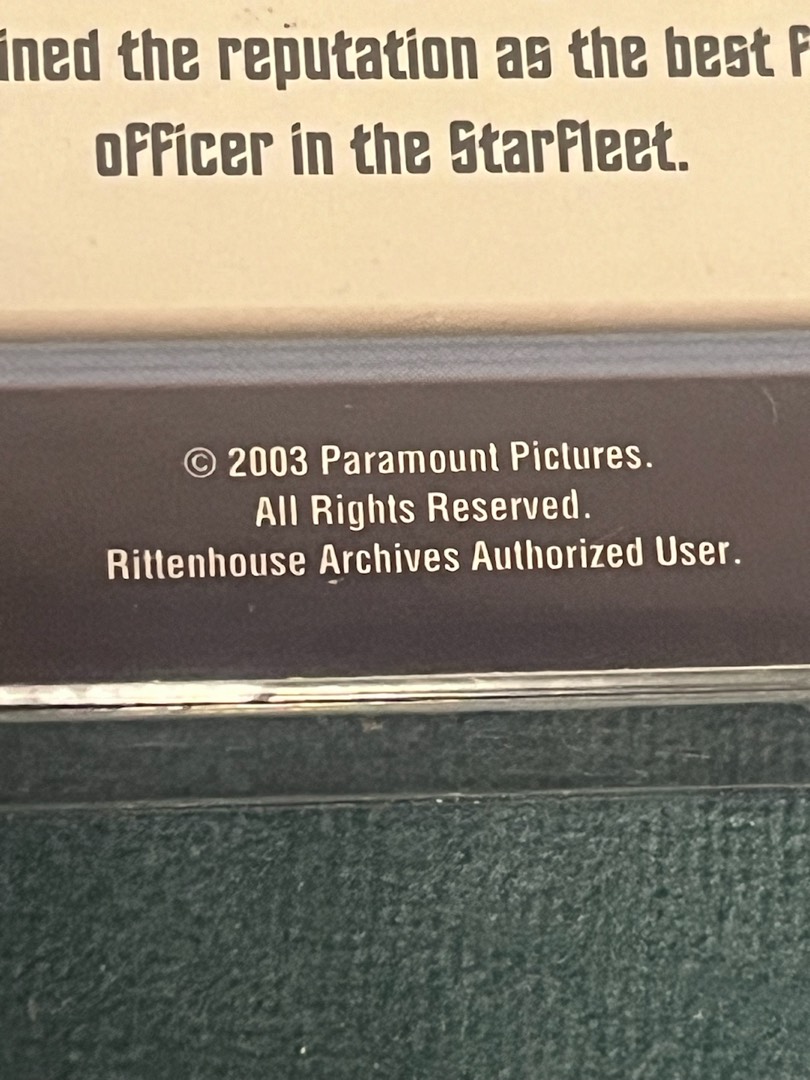 ined the reputation as the best f
officer in the Starfleet.
© 2003 Paramount Pictures.
All Rights Reserved.
Rittenhouse Archives Authorized User.